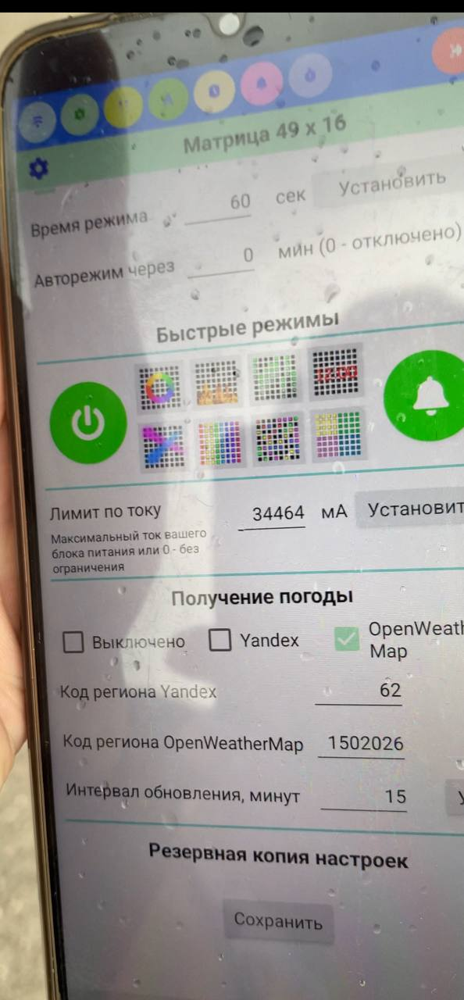 Матрица 49 x 16
Время режима 60 сек Установить
Авторежим через 0 мин (0 - отключено)
Быстрые режимы
12:00
Лимит по току 34464 мА Установит
Максимальный ток вашего
блока питания или 0 - без
ограничения
Получение погоды
Выключено Yandex OpenWeath
Map
Код региона Yandex 62
Код региона OpenWeatherMap 1502026
Интервал обновления, минут 15 У
Резервная копия настроек
Сохранить